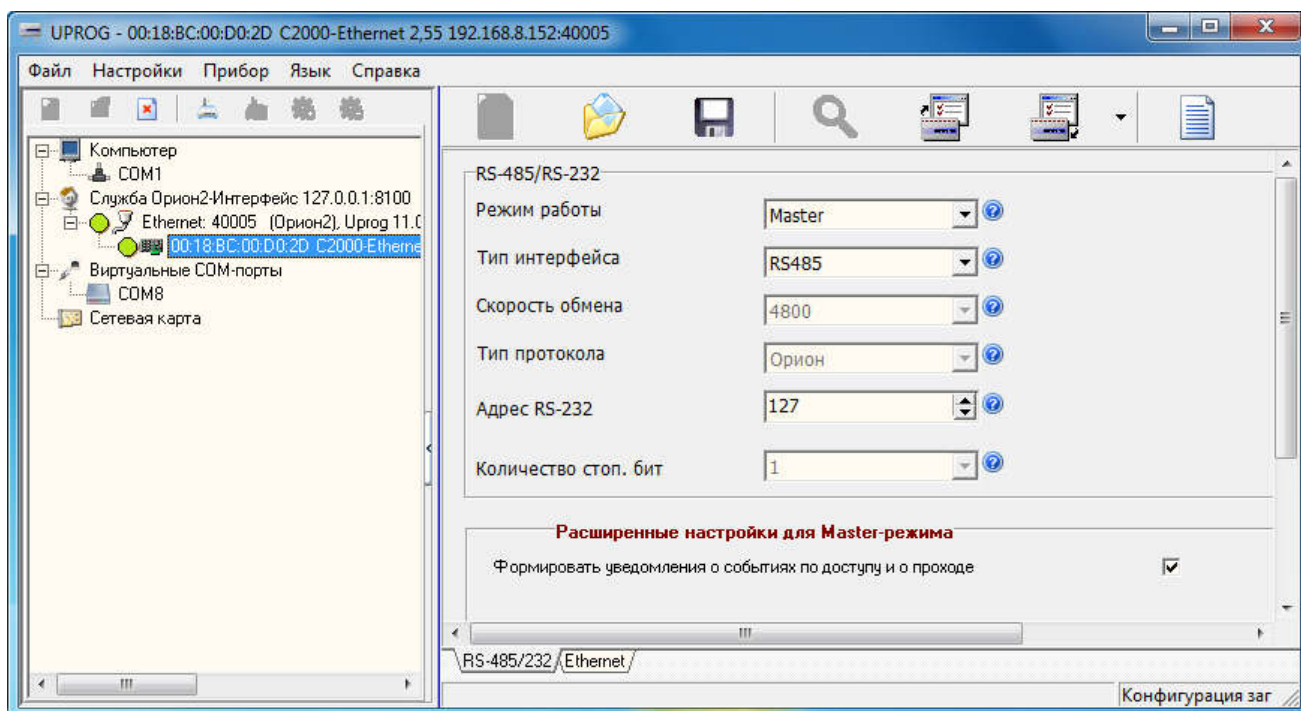 UPROG - 00:18:BC:00:D0:2D C2000-Ethernet 2,55 192.168.8.152:40005
Файл Настройки Прибор Язык Справка
Компьютер
COM1
Служба Орион2-Интерфейс 127.0.0.1:8100
Ethernet: 40005 (Орион2), Uprog 11.0
00:18:BC:00:D0:2D C2000-Etherne
Виртуальные COM-порты
COM8
Сетевая карта
RS-485/RS-232
Режим работы Master
Тип интерфейса RS485
Скорость обмена 4800
Тип протокола Орион
Адрес RS-232 127
Количество стоп. бит 1
Расширенные настройки для Master-режима
Формировать уведомления о событиях по доступу и о проходе
RS-485/232 Ethernet
Конфигурация заг